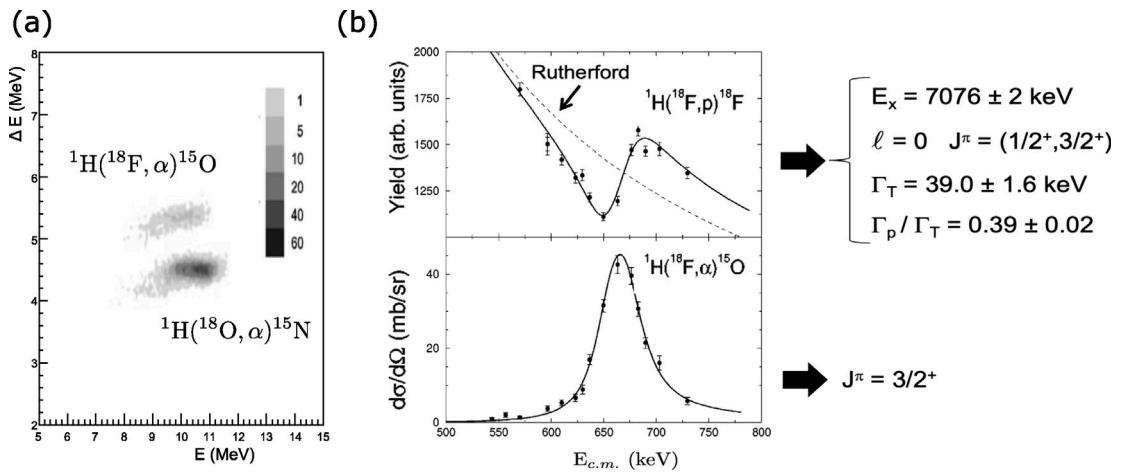 (a)
8
7
6
5
4
3
2
Δ E (MeV)
¹H(¹⁸F, α)¹⁵O
¹H(¹⁸O, α)¹⁵N
1
5
10
20
40
60
5 6 7 8 9 10 11 12 13 14 15
E (MeV)
(b)
2000
1750
1500
1250
Yield (arb. units)
Rutherford
¹H(¹⁸F,p)¹⁸F
40
20
0
dσ/dΩ (mb/sr)
¹H(¹⁸F,α)¹⁵O
500 550 600 650 700 750 800
E_{c.m.} (keV)
Eₓ = 7076 ± 2 keV
ℓ = 0 J^π = (1/2⁺,3/2⁺)
Γ_T = 39.0 ± 1.6 keV
Γ_p / Γ_T = 0.39 ± 0.02
J^π = 3/2⁺